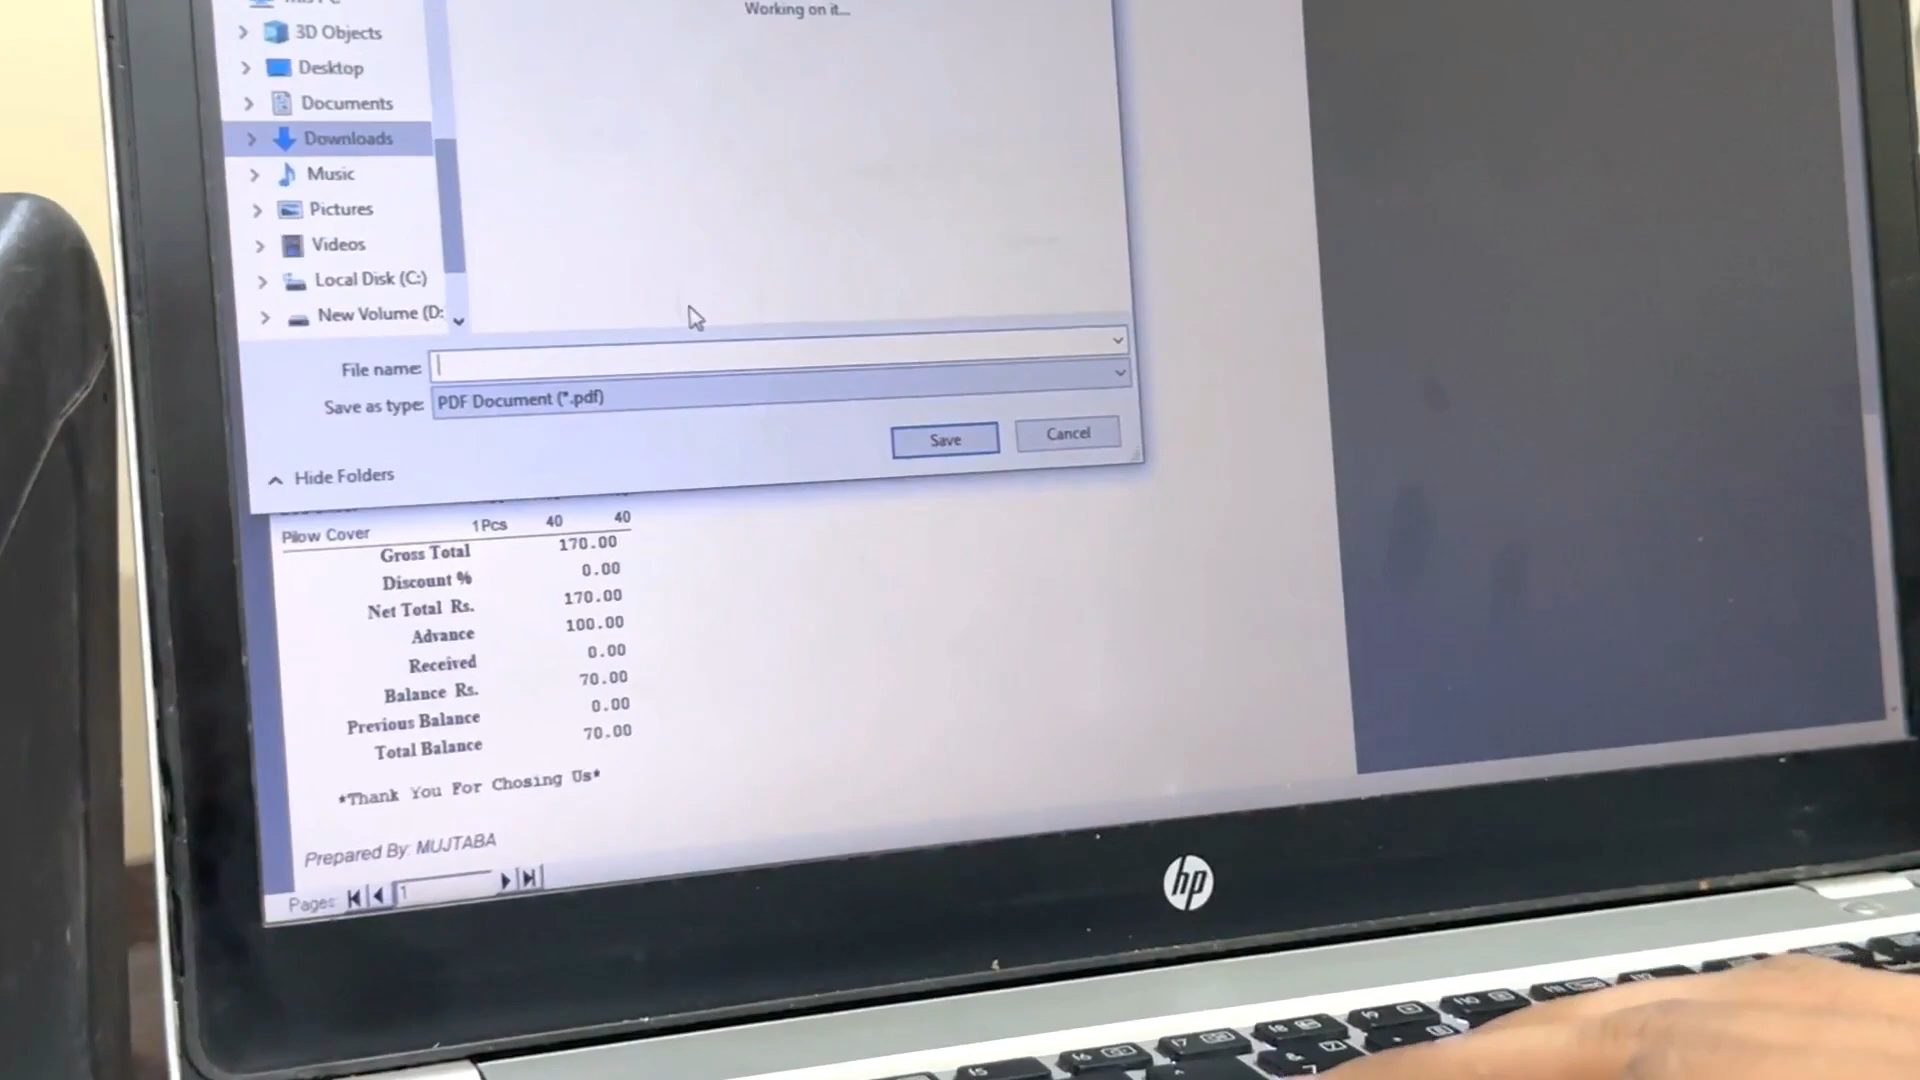 Working on it...
3D Objects
Desktop
Documents
Downloads
Music
Pictures
Videos
Local Disk (C:)
New Volume (D:
File name:
Save as type: PDF Document (*.pdf)
Save Cancel
Hide Folders
Pilow Cover 1Pcs 40 40
Gross Total 170.00
Discount % 0.00
Net Total Rs. 170.00
Advance 100.00
Received 0.00
Balance Rs. 70.00
Previous Balance 0.00
Total Balance 70.00
*Thank You For Chosing Us*
Prepared By: MUJTABA
Pages: 1
hp